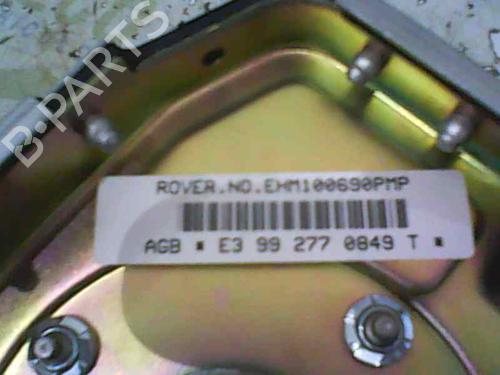 B-PARTS
ROVER.NO.EHM100690PMP
AGB * E3 99 277 0849 T *